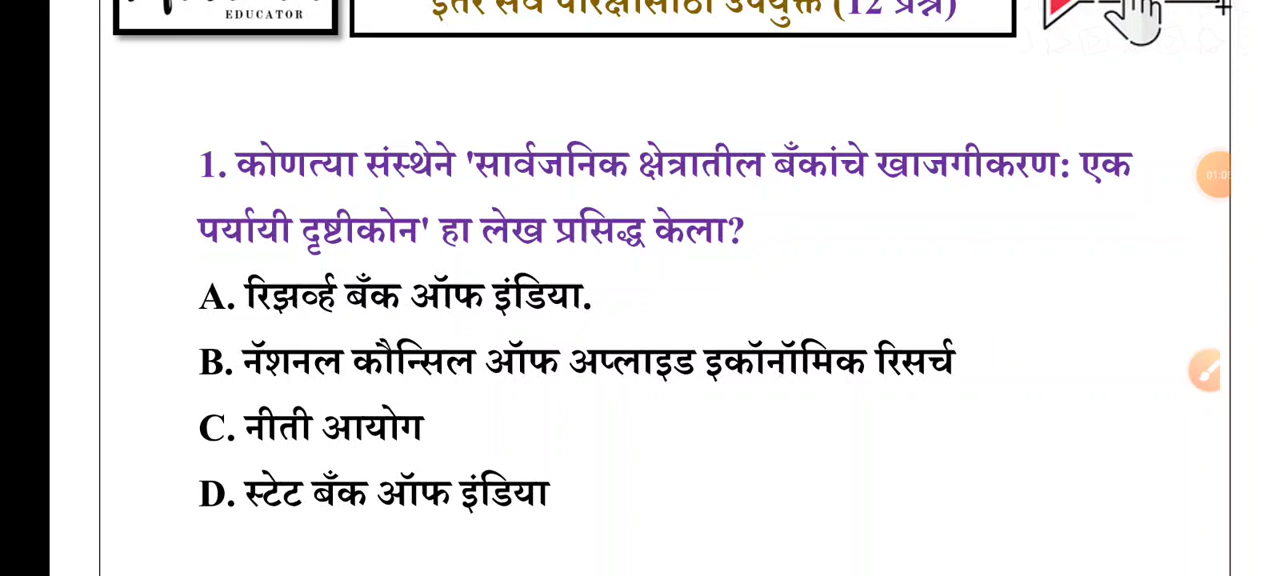 EDUCATOR
इतर सर्व परिक्षासाठी उपयुक्त (12 प्रश्न)
1. कोणत्या संस्थेने 'सार्वजनिक क्षेत्रातील बँकांचे खाजगीकरण: एक
पर्यायी दृष्टीकोन' हा लेख प्रसिद्ध केला?
A. रिझर्व्ह बँक ऑफ इंडिया.
B. नॅशनल कौन्सिल ऑफ अप्लाइड इकॉनॉमिक रिसर्च
C. नीती आयोग
D. स्टेट बँक ऑफ इंडिया